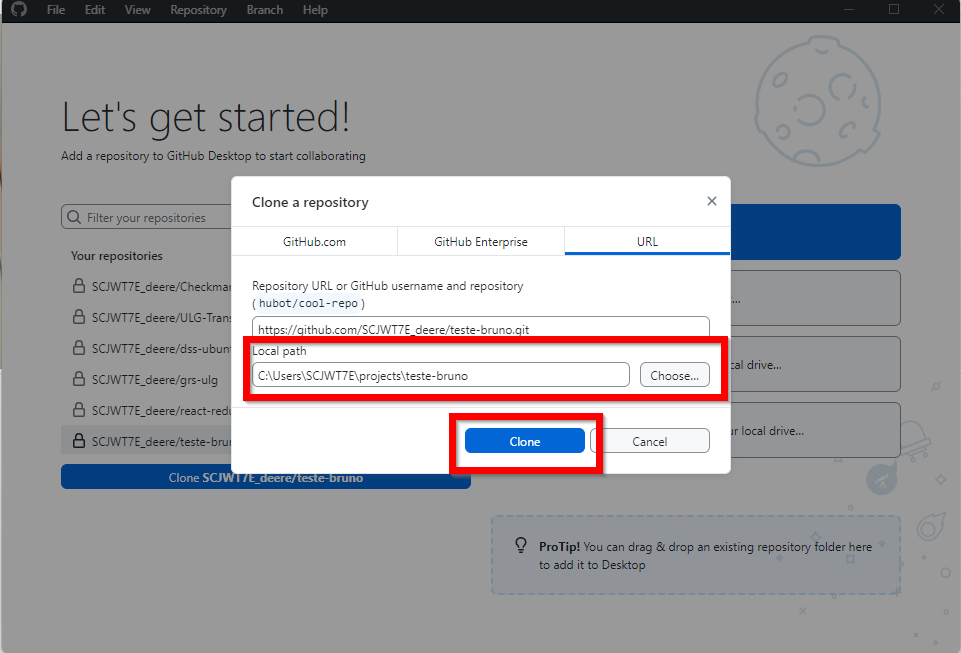 File Edit View Repository Branch Help
Let's get started!
Add a repository to GitHub Desktop to start collaborating
Filter your repositories
Your repositories
SCJWT7E_deere/Checkmar
SCJWT7E_deere/ULG-Trans
SCJWT7E_deere/dss-ubunt
SCJWT7E_deere/grs-ulg
SCJWT7E_deere/react-redu
SCJWT7E_deere/teste-brun
Clone SCJWT7E_deere/teste-bruno
Clone a repository
GitHub.com GitHub Enterprise URL
Repository URL or GitHub username and repository
(hubot/cool-repo)
https://github.com/SCJWT7E_deere/teste-bruno.git
Local path
C:\Users\SCJWT7E\projects\teste-bruno
Choose...
Clone
Cancel
...
cal drive...
ur local drive...
ProTip! You can drag & drop an existing repository folder here
to add it to Desktop